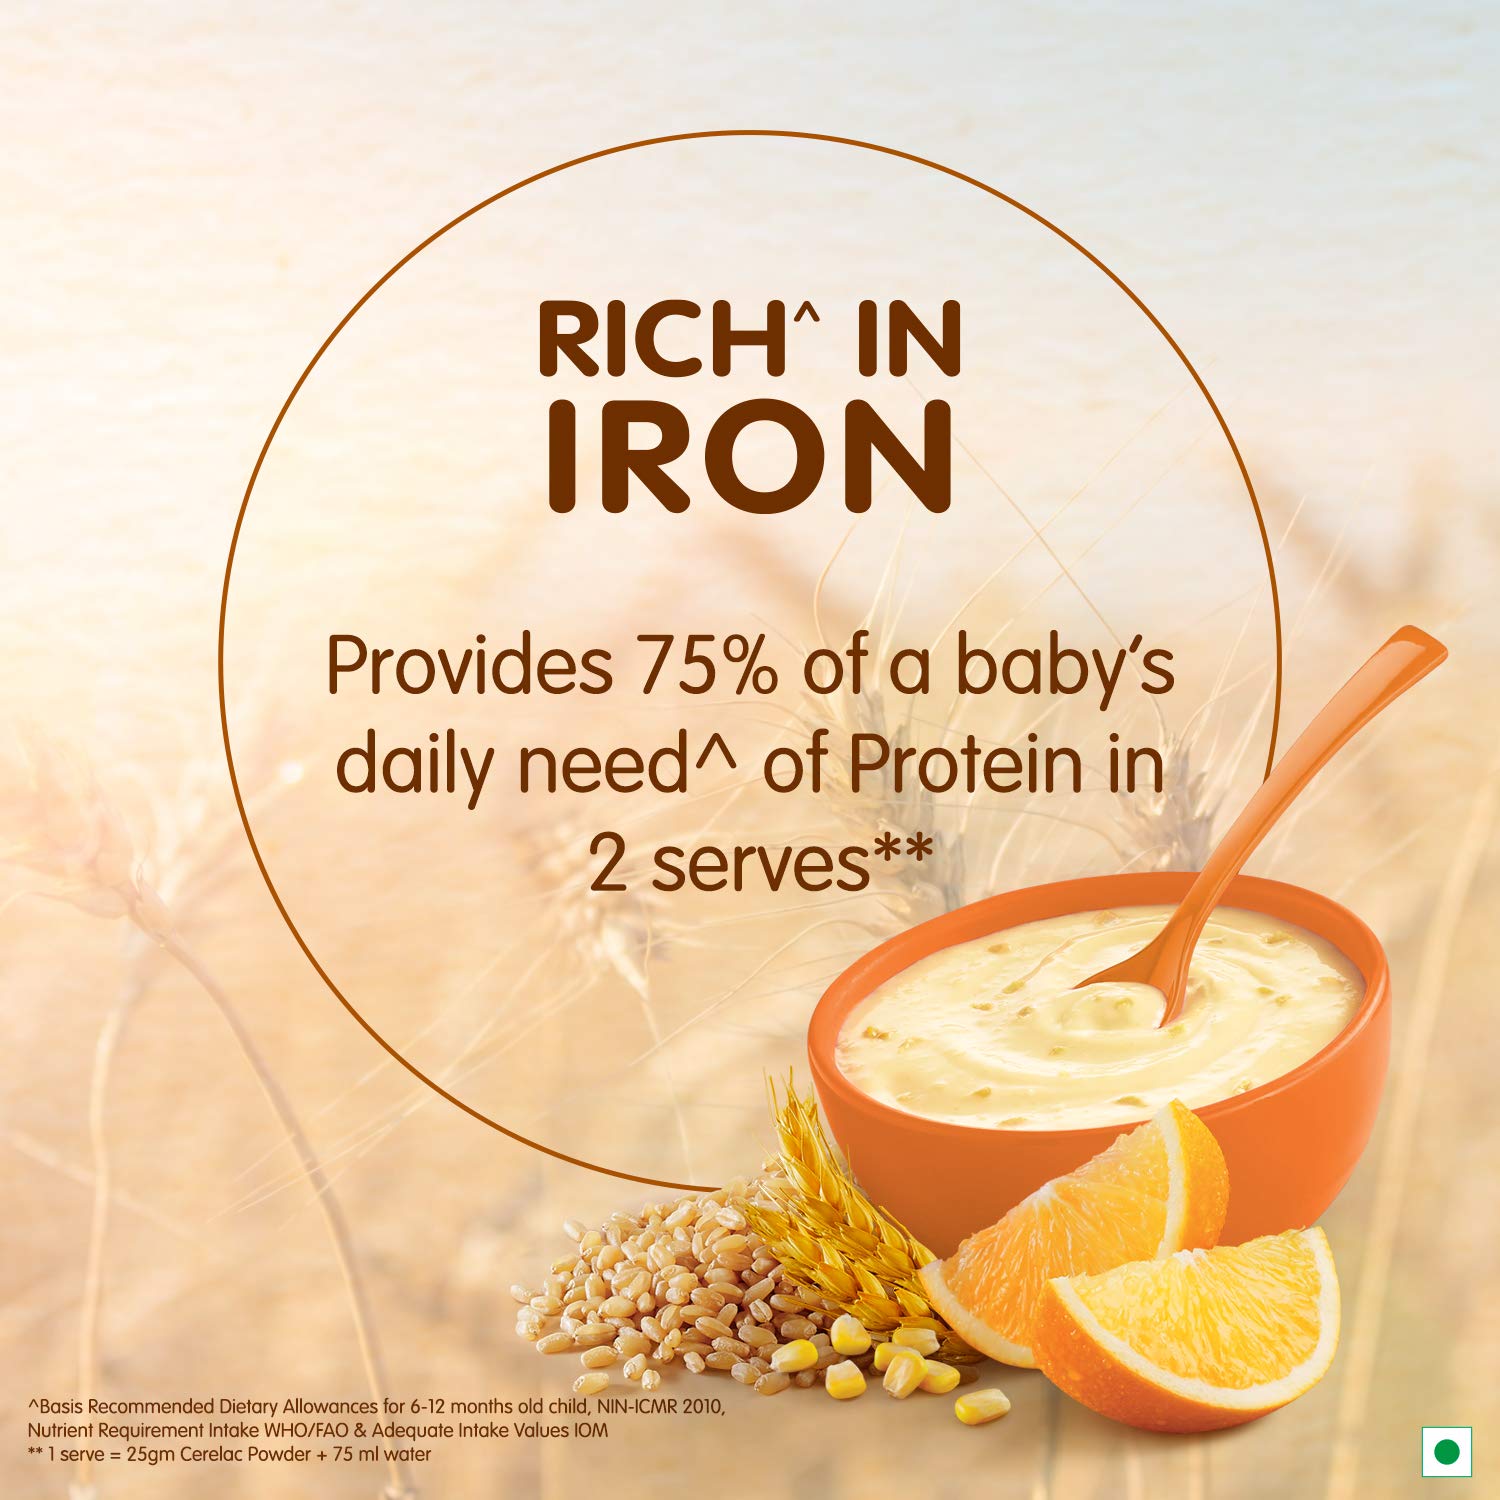 RICH^ IN
IRON
Provides 75% of a baby's
daily need^ of Protein in
2 serves**
^Basis Recommended Dietary Allowances for 6-12 months old child, NIN-ICMR 2010,
Nutrient Requirement Intake WHO/FAO & Adequate Intake Values IOM
** 1 serve = 25gm Cerelac Powder + 75 ml water